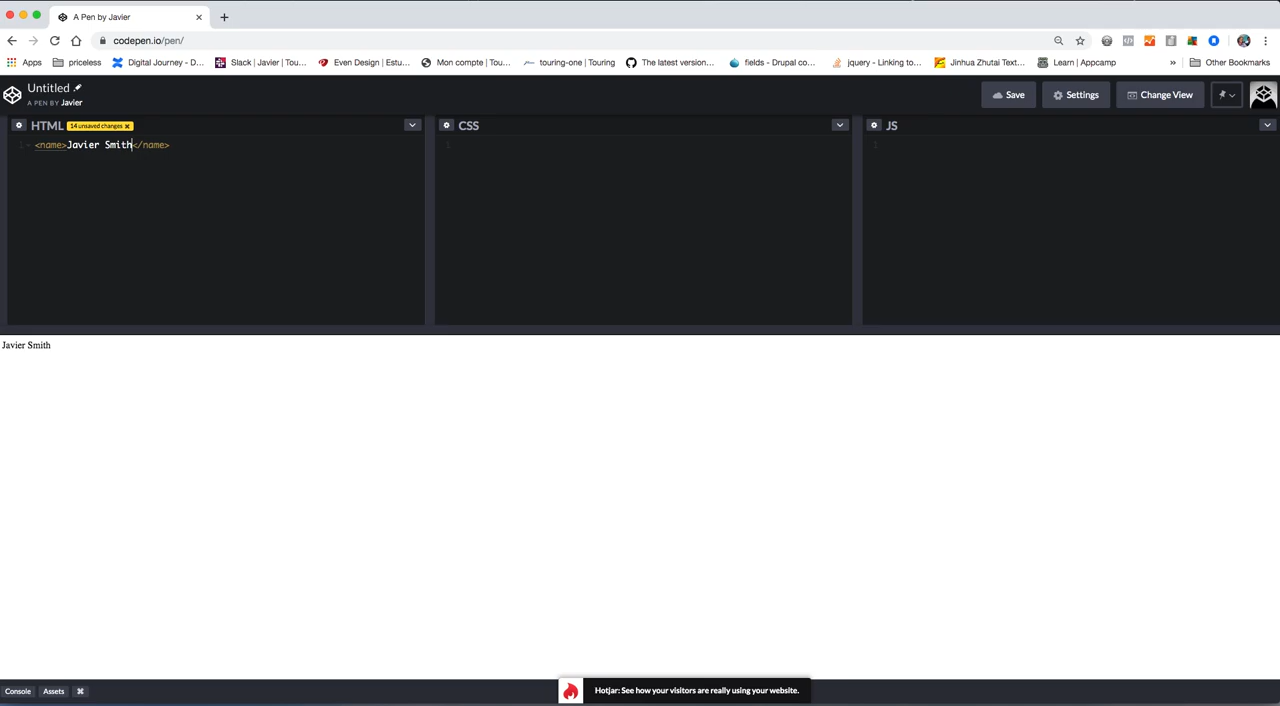 A Pen by Javier
codepen.io/pen/
Apps priceless Digital Journey - D... Slack | Javier | Tou... Even Design | Estu... Mon compte | Tou... touring-one | Touring The latest version... fields - Drupal co... jquery - Linking to... Jinhua Zhutai Text... Learn | Appcamp » Other Bookmarks
Untitled
A PEN BY Javier
Save Settings Change View
HTML 14 unsaved changes x
CSS
JS
1 <name>Javier Smith</name>
1
1
Javier Smith
Console Assets ⌘
Hotjar: See how your visitors are really using your website.